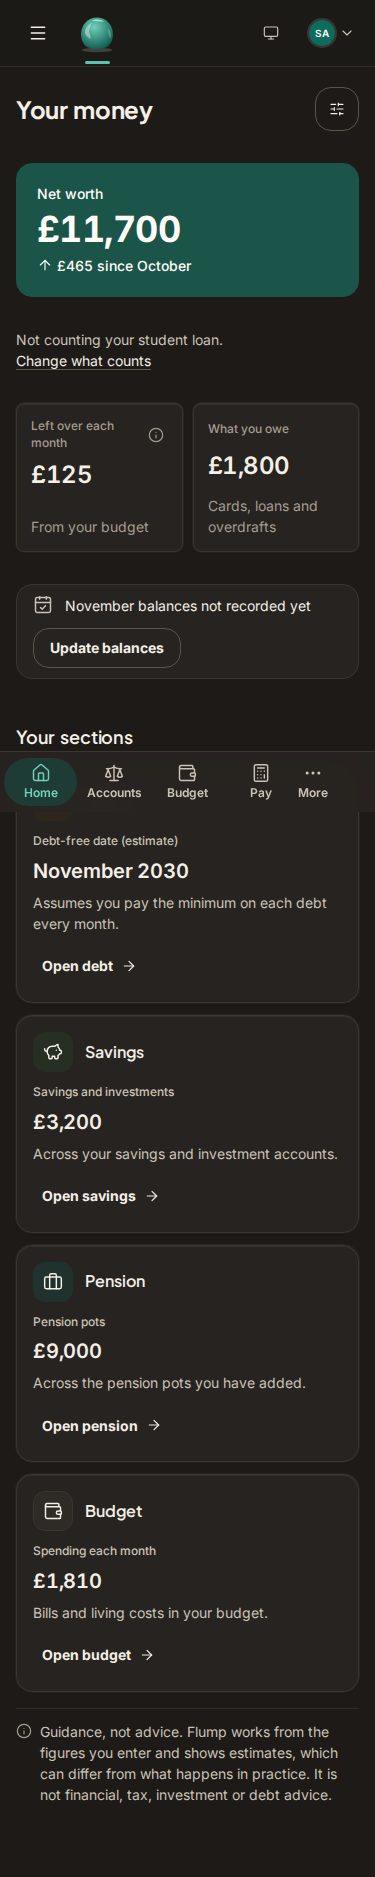 SA
Your money
Net worth
£11,700
↑ £465 since October
Not counting your student loan.
Change what counts
Left over each
month
£125
From your budget
What you owe
£1,800
Cards, loans and
overdrafts
November balances not recorded yet
Update balances
Your sections
Home
Accounts
Budget
Pay
More
Debt-free date (estimate)
November 2030
Assumes you pay the minimum on each debt
every month.
Open debt →
Savings
Savings and investments
£3,200
Across your savings and investment accounts.
Open savings →
Pension
Pension pots
£9,000
Across the pension pots you have added.
Open pension →
Budget
Spending each month
£1,810
Bills and living costs in your budget.
Open budget →
Guidance, not advice. Flump works from the
figures you enter and shows estimates, which
can differ from what happens in practice. It is
not financial, tax, investment or debt advice.